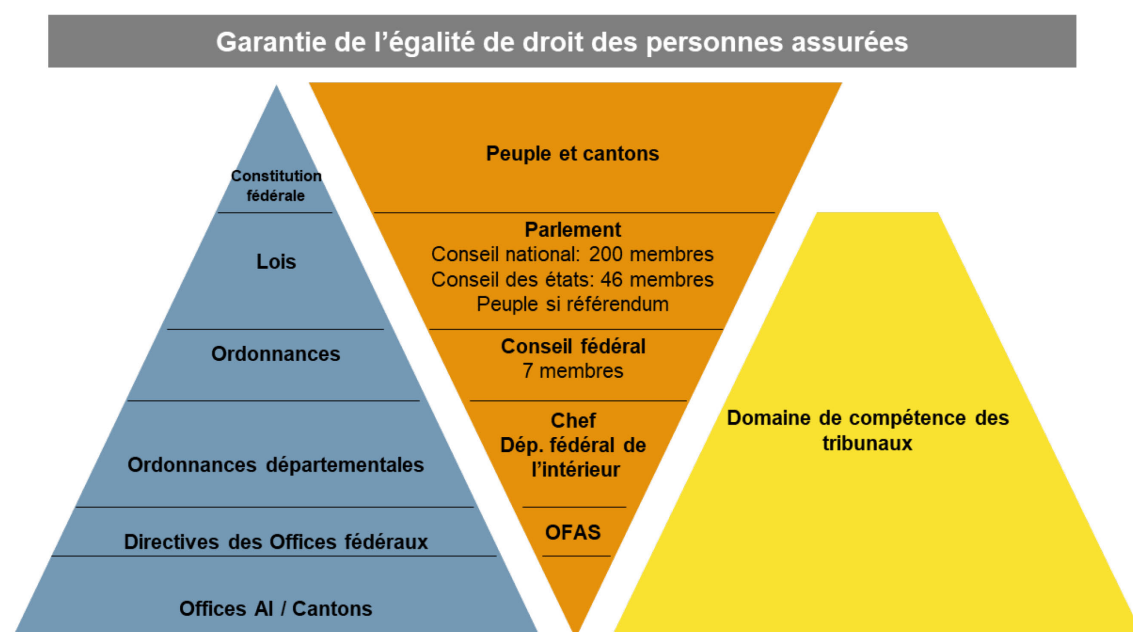 Garantie de l’égalité de droit des personnes assurées
Constitution
fédérale
Lois
Ordonnances
Ordonnances départementales
Directives des Offices fédéraux
Offices AI / Cantons
Peuple et cantons
Parlement
Conseil national: 200 membres
Conseil des états: 46 membres
Peuple si référendum
Conseil fédéral
7 membres
Chef
Dép. fédéral de
l’intérieur
OFAS
Domaine de compétence des
tribunaux